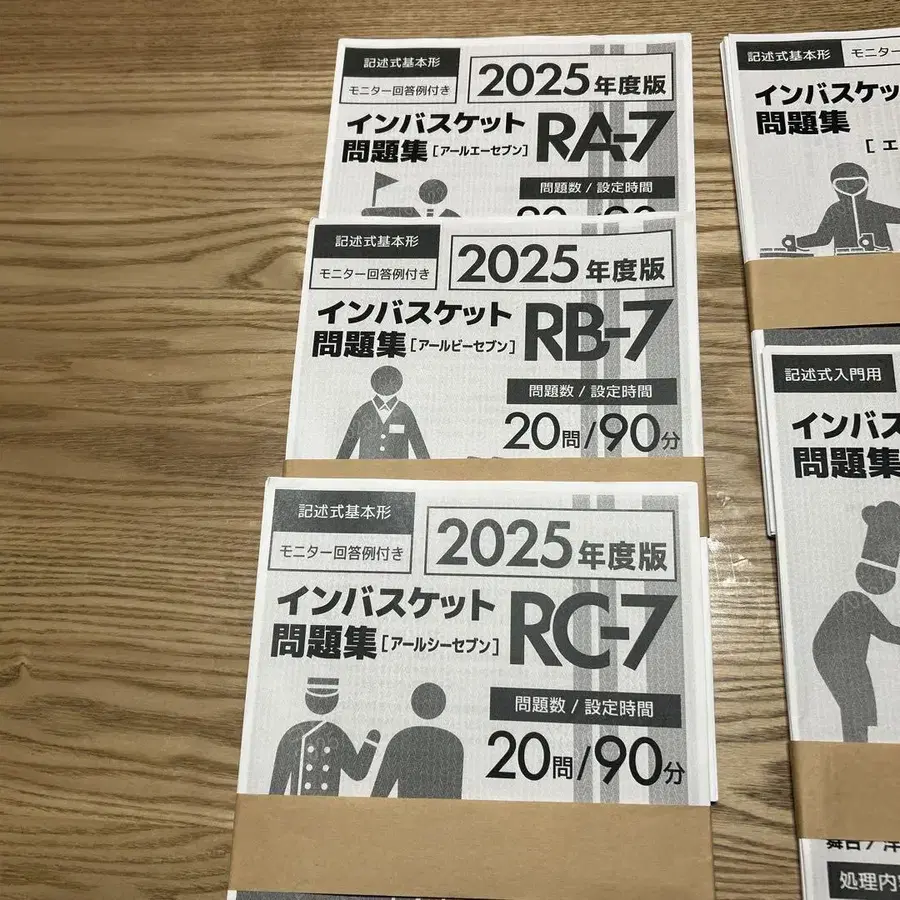 記述式基本形
モニター回答例付き
2025年度版
インバスケット
問題集[アールエーセブン]
RA-7
問題数 / 設定時間
記述式基本形
モニター回答例付き
2025年度版
インバスケット
問題集[アールビーセブン]
RB-7
問題数 / 設定時間
20問/90分
記述式基本形
モニター回答例付き
2025年度版
インバスケット
問題集[アールシーセブン]
RC-7
問題数 / 設定時間
20問/90分
記述式基本形
モニター
インバスケッ
問題集
[エ
記述式入門用
インバス
問題集
処理内容